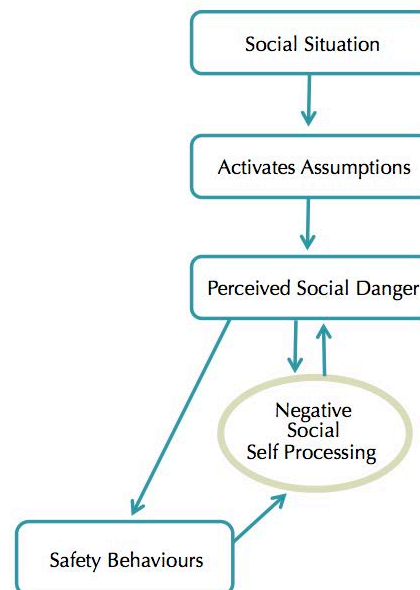 Social Situation
Activates Assumptions
Perceived Social Danger
Negative
Social
Self Processing
Safety Behaviours